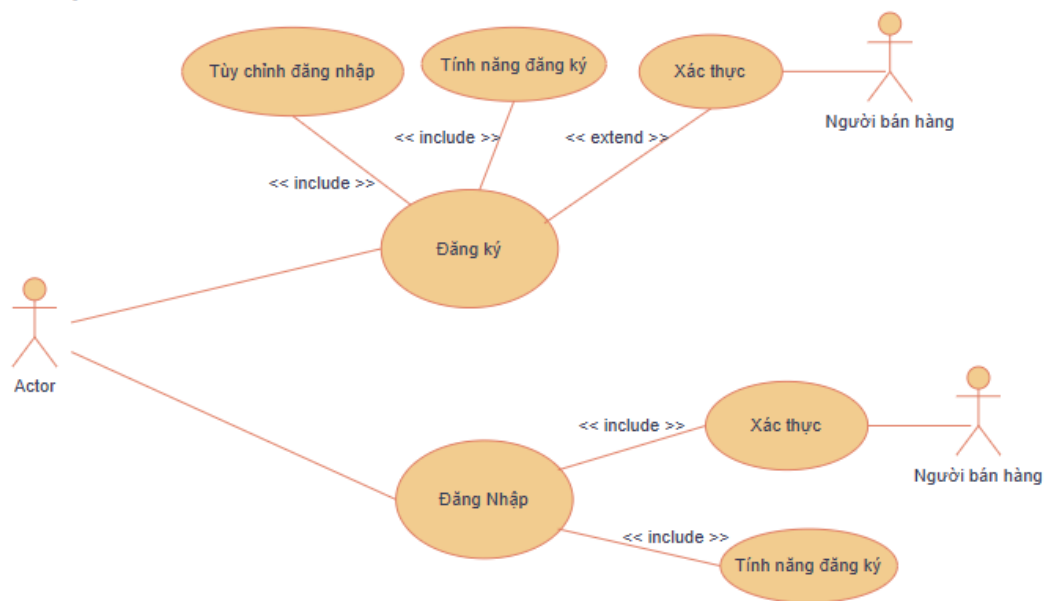 Tùy chỉnh đăng nhập
Tính năng đăng ký
Xác thực
Người bán hàng
<< include >>
<< extend >>
<< include >>
Đăng ký
Actor
<< include >>
Xác thực
Người bán hàng
Đăng Nhập
<< include >>
Tính năng đăng ký